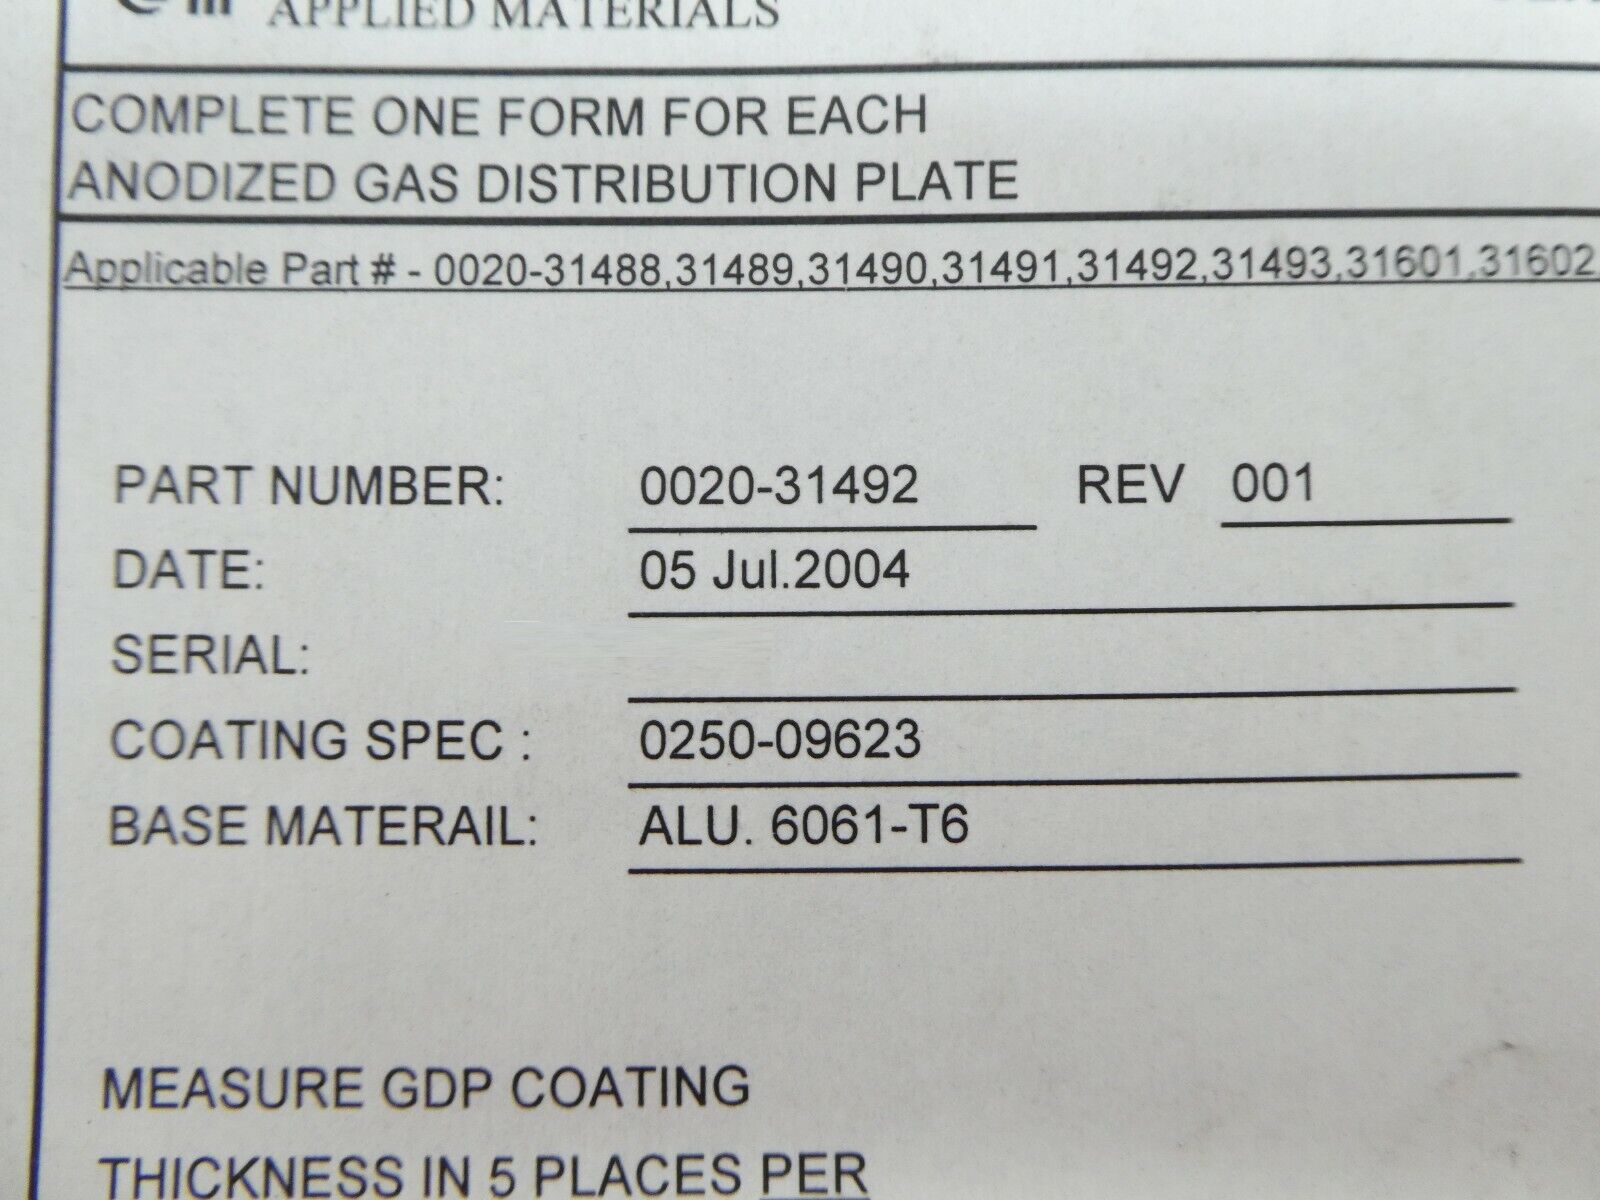 APPLIED MATERIALS
COMPLETE ONE FORM FOR EACH
ANODIZED GAS DISTRIBUTION PLATE
Applicable Part # - 0020-31488,31489,31490,31491,31492,31493,31601,31602,
PART NUMBER: 0020-31492 REV 001
DATE: 05 Jul.2004
SERIAL:
COATING SPEC : 0250-09623
BASE MATERAIL: ALU. 6061-T6
MEASURE GDP COATING
THICKNESS IN 5 PLACES PER